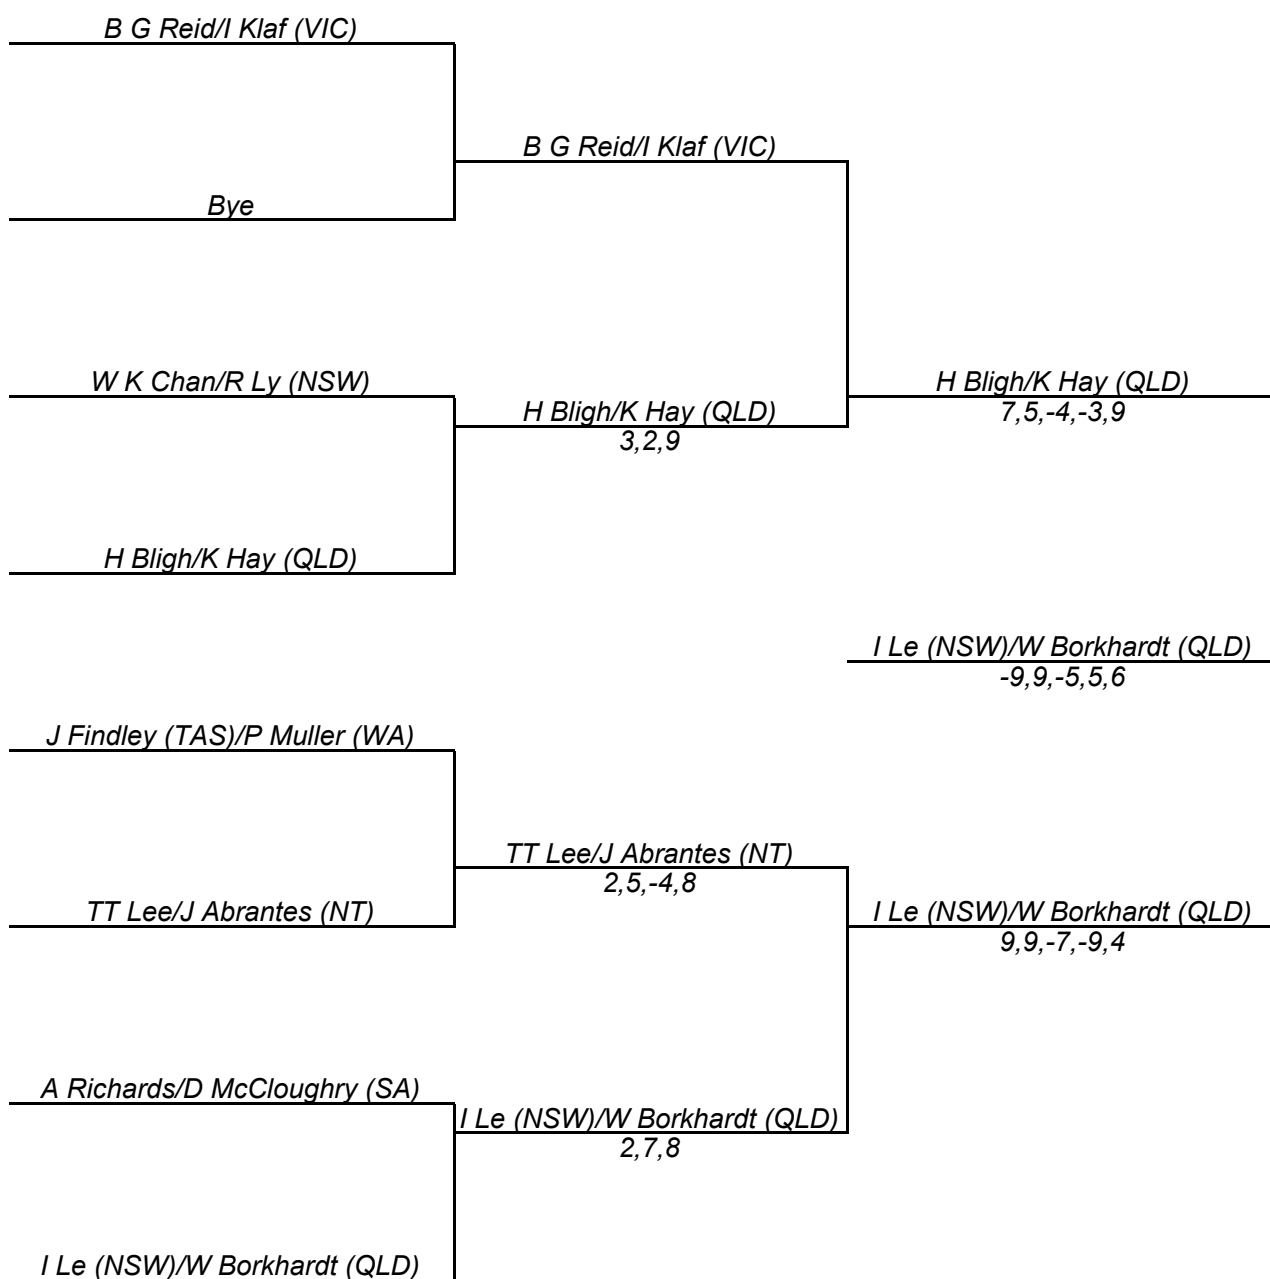 B G Reid/I Klaf (VIC)
B G Reid/I Klaf (VIC)
Bye
W K Chan/R Ly (NSW)
H Bligh/K Hay (QLD)
H Bligh/K Hay (QLD)
7,5,-4,-3,9
3,2,9
H Bligh/K Hay (QLD)
I Le (NSW)/W Borkhardt (QLD)
-9,9,-5,5,6
J Findley (TAS)/P Muller (WA)
TT Lee/J Abrantes (NT)
2,5,-4,8
TT Lee/J Abrantes (NT)
I Le (NSW)/W Borkhardt (QLD)
9,9,-7,-9,4
A Richards/D McCloughry (SA)
I Le (NSW)/W Borkhardt (QLD)
2,7,8
I Le (NSW)/W Borkhardt (QLD)